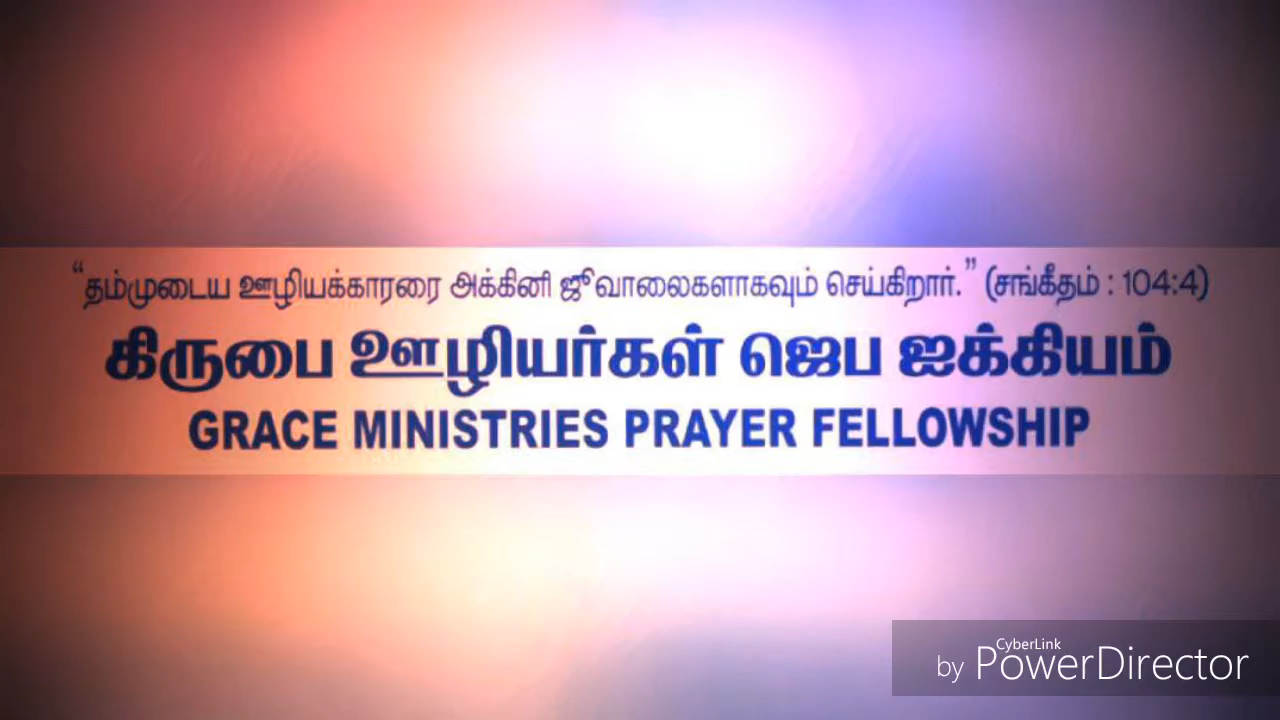 “தம்முடைய ஊழியக்காரரை அக்கினி ஜுவாலைகளாகவும் செய்கிறார்.” (சங்கீதம் : 104:4)
கிருபை ஊழியர்கள் ஜெப ஐக்கியம்
GRACE MINISTRIES PRAYER FELLOWSHIP
CyberLink
by PowerDirector